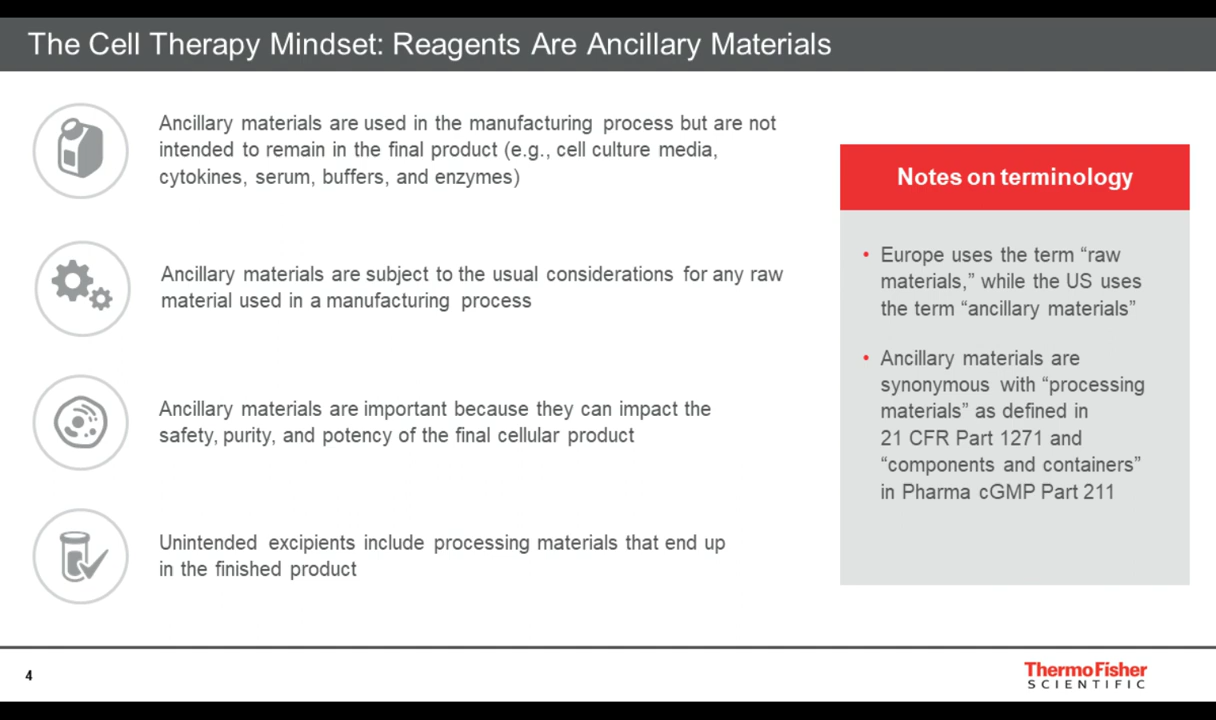 The Cell Therapy Mindset: Reagents Are Ancillary Materials
Ancillary materials are used in the manufacturing process but are not
intended to remain in the final product (e.g., cell culture media,
cytokines, serum, buffers, and enzymes)
Ancillary materials are subject to the usual considerations for any raw
material used in a manufacturing process
Ancillary materials are important because they can impact the
safety, purity, and potency of the final cellular product
Unintended excipients include processing materials that end up
in the finished product
Notes on terminology
• Europe uses the term “raw
materials,” while the US uses
the term “ancillary materials”
• Ancillary materials are
synonymous with “processing
materials” as defined in
21 CFR Part 1271 and
“components and containers”
in Pharma cGMP Part 211
4
ThermoFisher
SCIENTIFIC